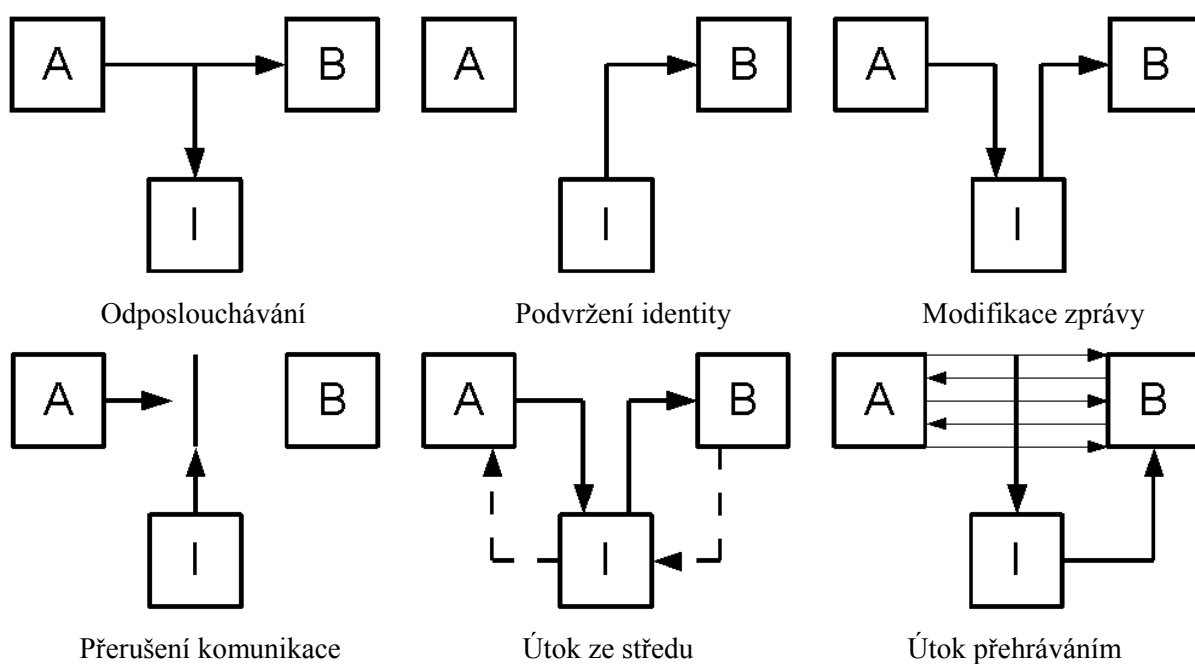 A B A B A B
I I I
Odposlouchávání Podvržení identity Modifikace zprávy
A B A B A B
I I I
Přerušení komunikace Útok ze středu Útok přehráváním